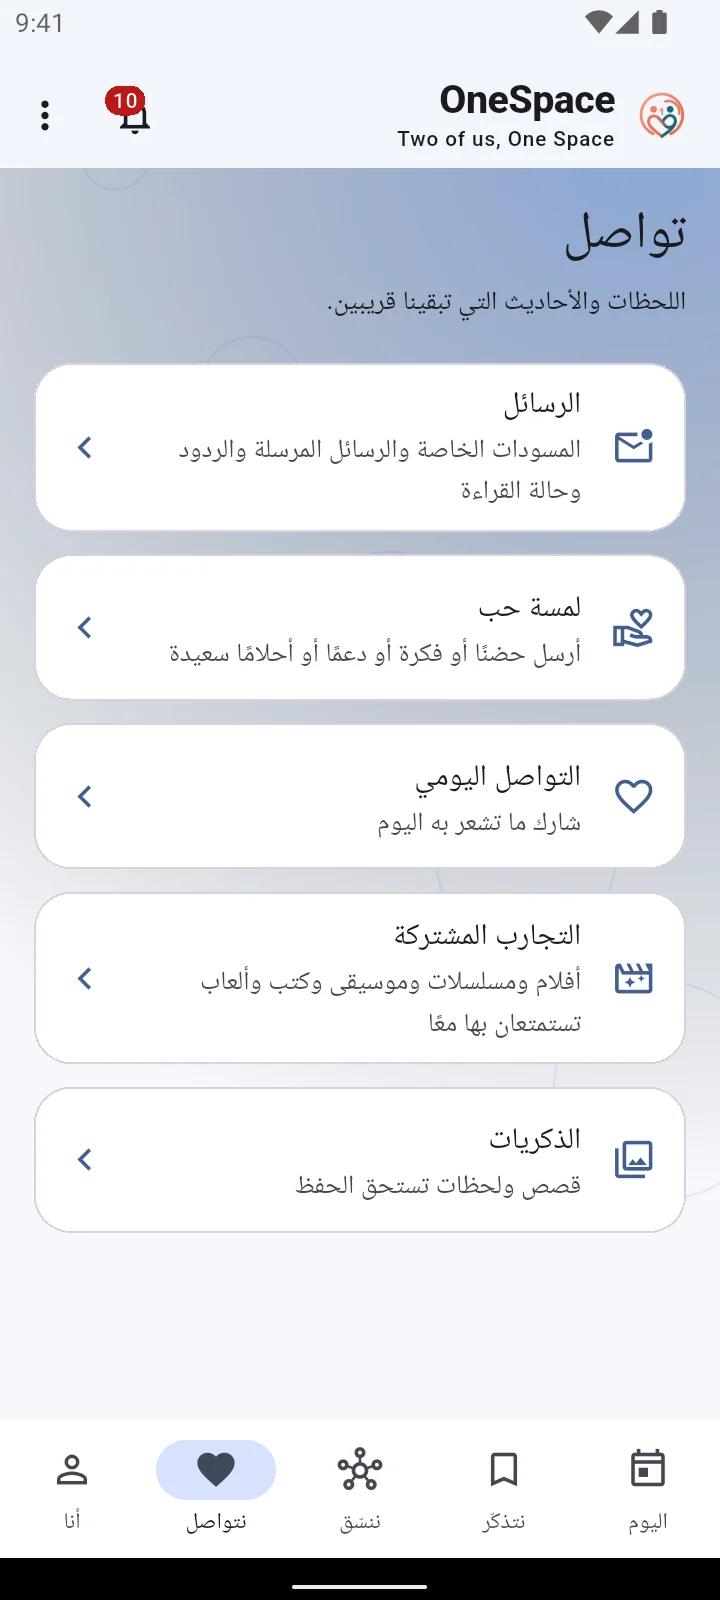 9:41
10
OneSpace
Two of us, One Space
تواصل
اللحظات والأحاديث التي تبقينا قريبين.
الرسائل
المسودات الخاصة والرسائل المرسلة والردود
وحالة القراءة
لمسة حب
أرسل حضنًا أو فكرة أو دعمًا أو أحلامًا سعيدة
التواصل اليومي
شارك ما تشعر به اليوم
التجارب المشتركة
أفلام ومسلسلات وموسيقى وكتب وألعاب
تستمتعان بها معًا
الذكريات
قصص ولحظات تستحق الحفظ
اليوم
نتذكّر
ننسّق
نتواصل
أنا